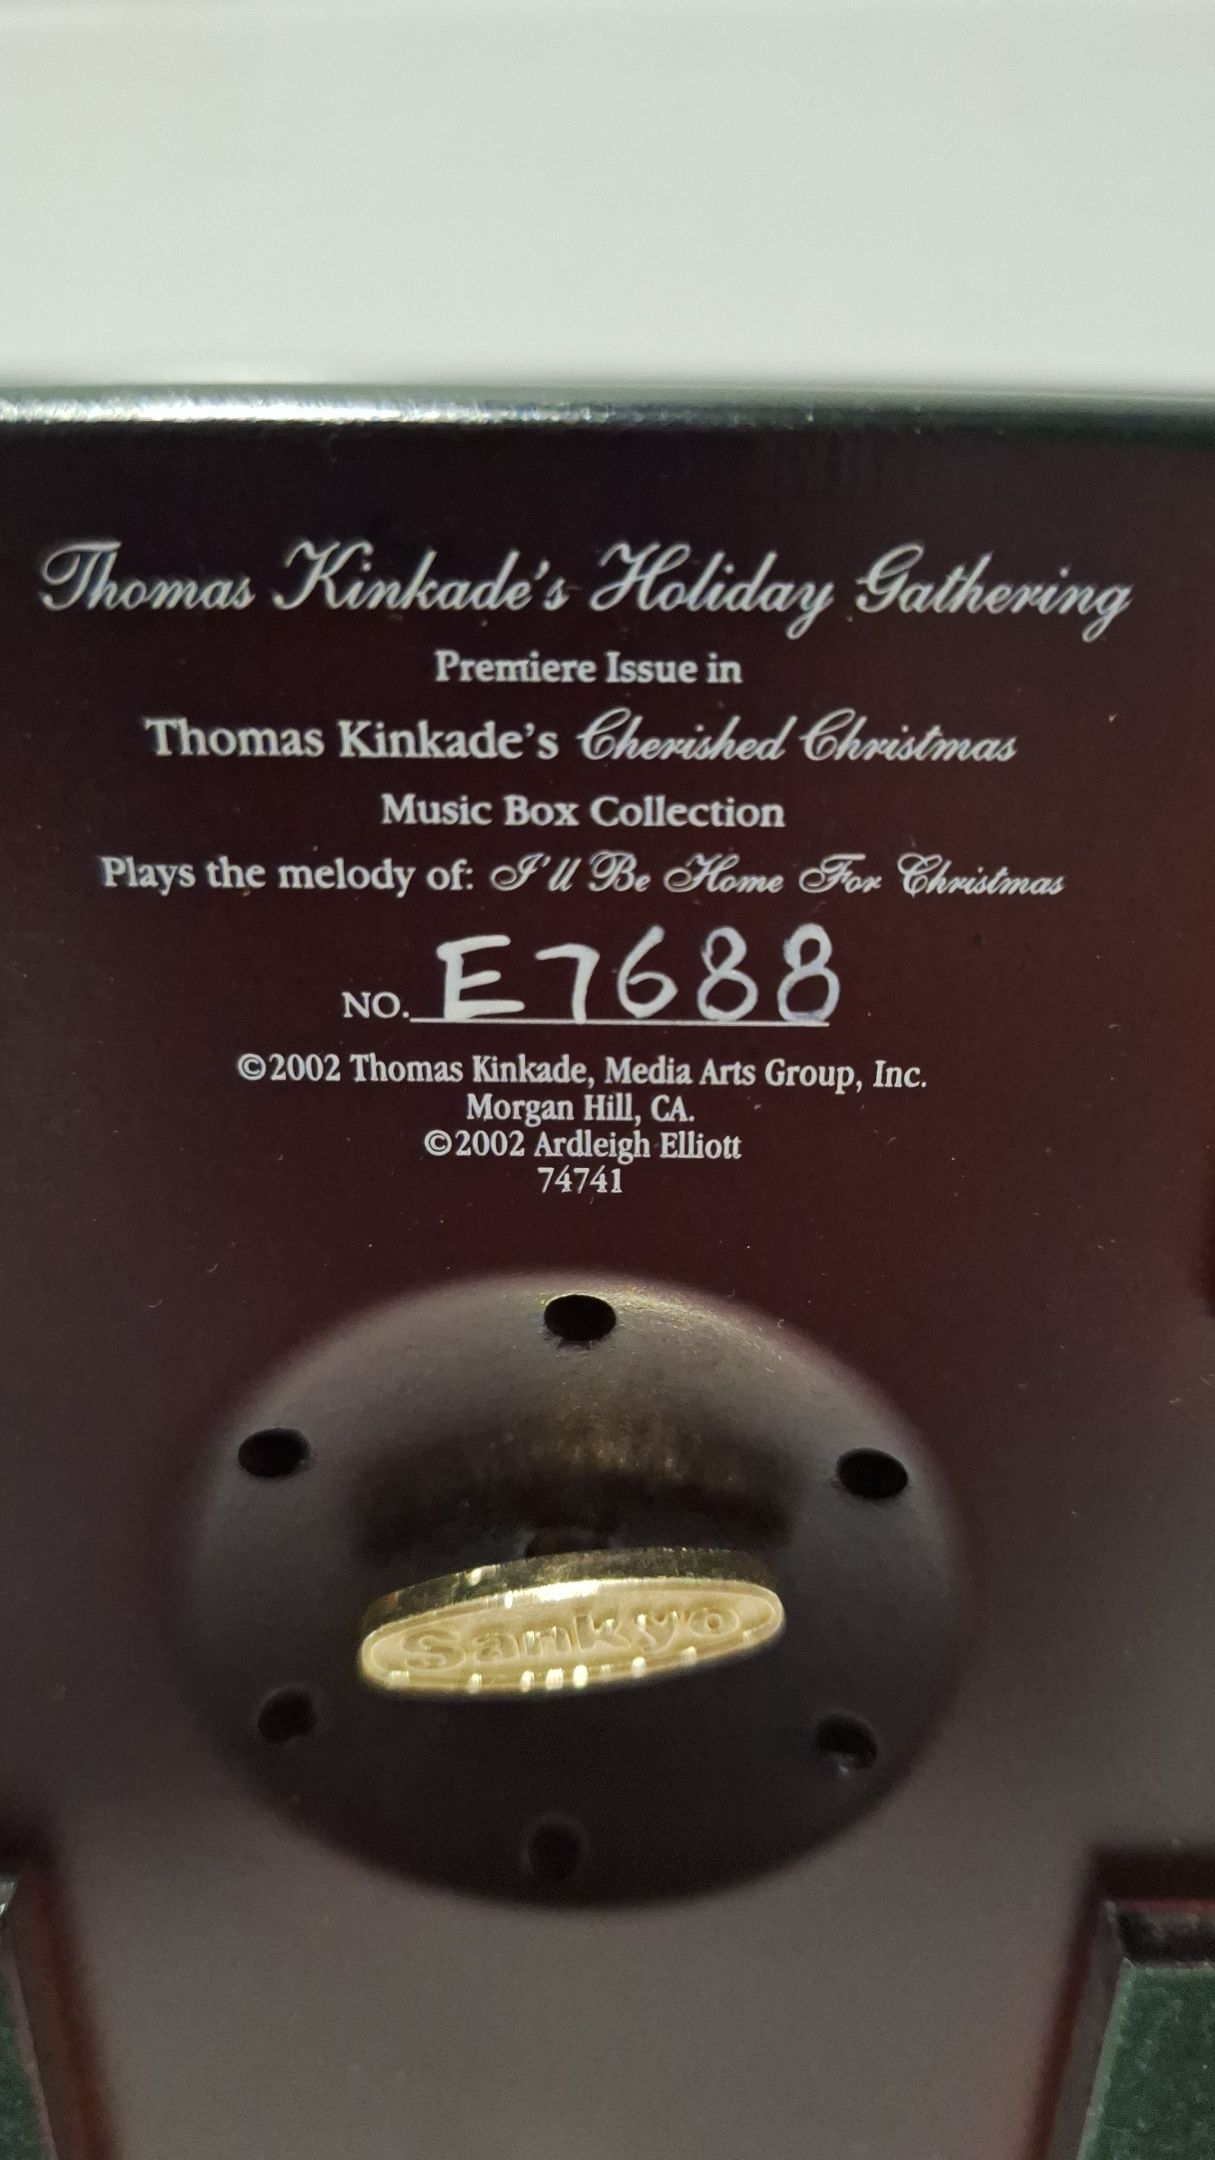 Thomas Kinkade's Holiday Gathering
Premiere Issue in
Thomas Kinkade's Cherished Christmas
Music Box Collection
Plays the melody of: I'll Be Home For Christmas
NO. E7688
©2002 Thomas Kinkade, Media Arts Group, Inc.
Morgan Hill, CA.
©2002 Ardleigh Elliott
74741
Sankyo